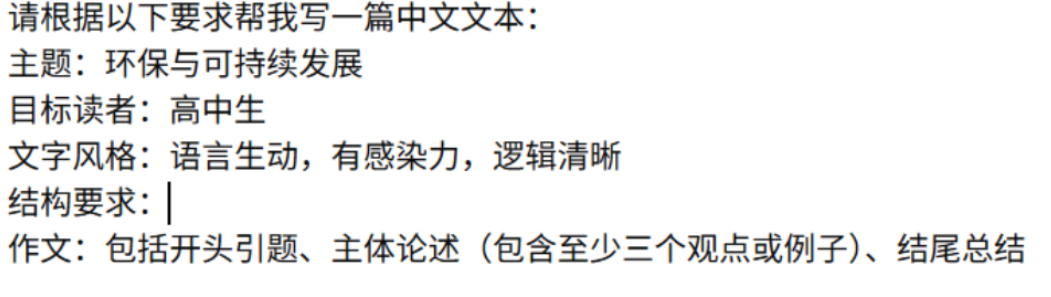 请根据以下要求帮我写一篇中文文本：
主题：环保与可持续发展
目标读者：高中生
文字风格：语言生动，有感染力，逻辑清晰
结构要求：
作文：包括开头引题、主体论述（包含至少三个观点或例子）、结尾总结